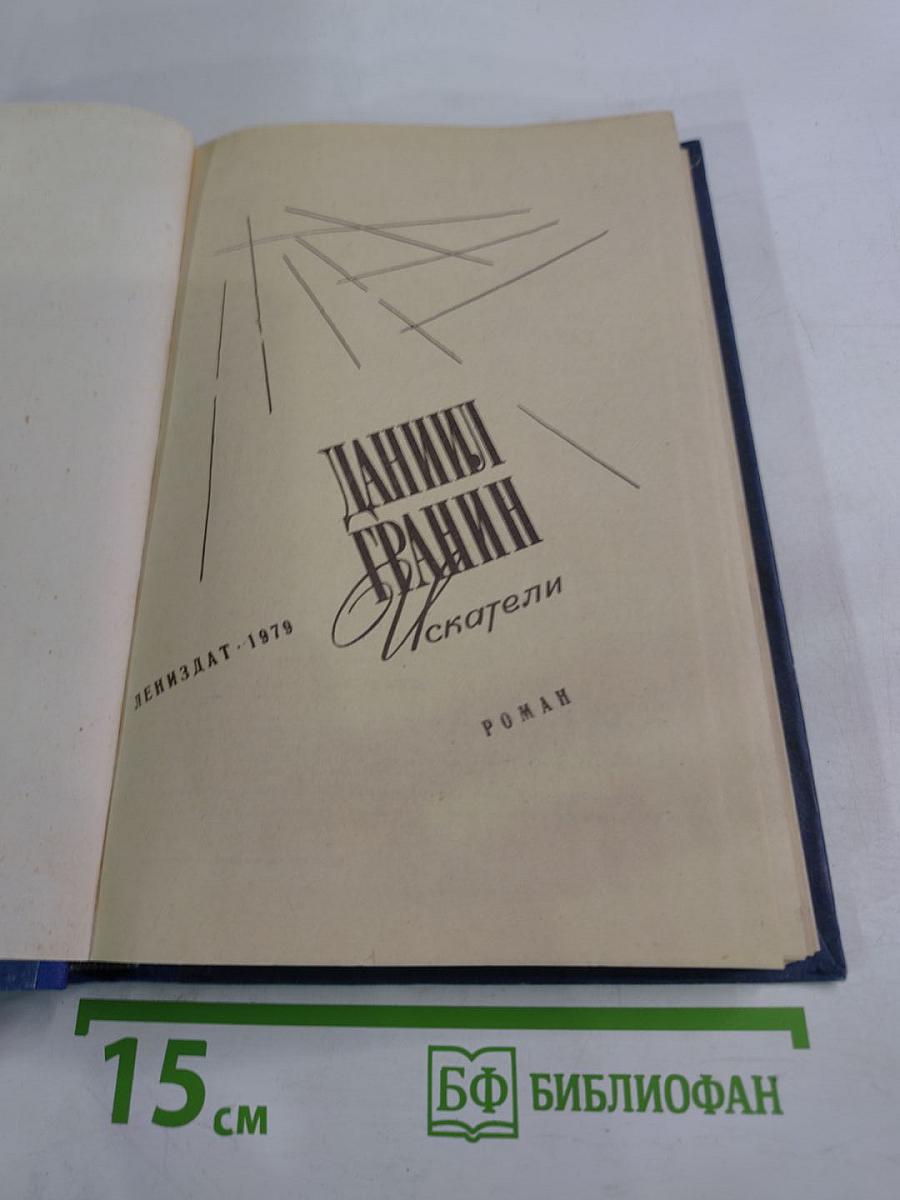 ДАНИИЛ
ГРАНИН
Искатели
ЛЕНИЗДАТ · 1979
РОМАН
15 см
БФ БИБЛИОФАН